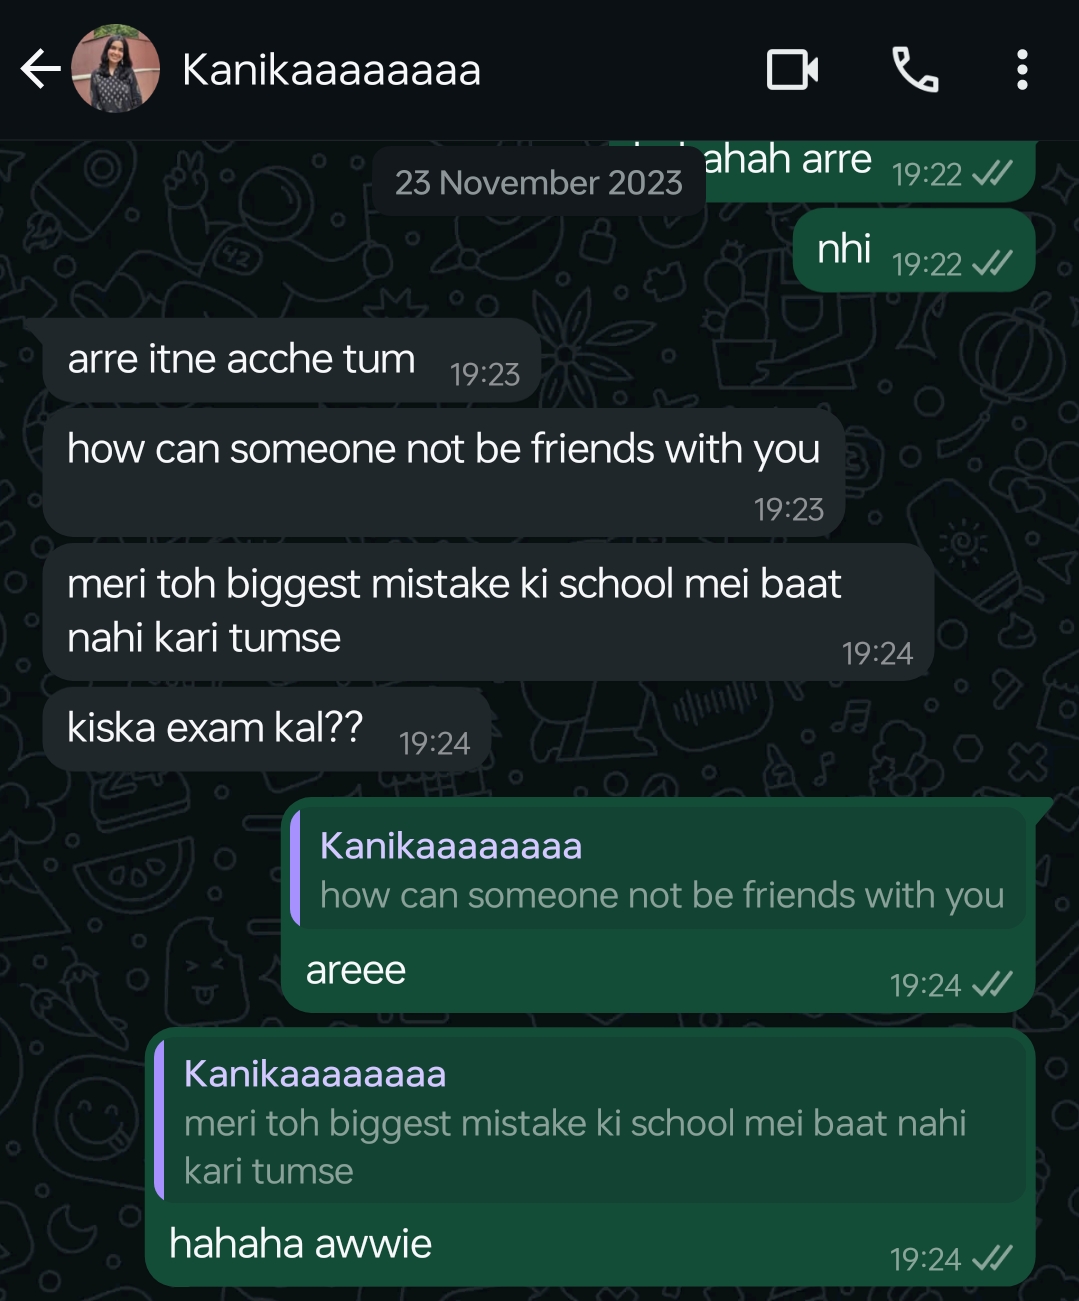 Kanikaaaaaaaa
23 November 2023
arre 19:22
nhi 19:22
arre itne acche tum 19:23
how can someone not be friends with you
19:23
meri toh biggest mistake ki school mei baat
nahi kari tumse 19:24
kiska exam kal?? 19:24
Kanikaaaaaaaa
how can someone not be friends with you
areee 19:24
Kanikaaaaaaaa
meri toh biggest mistake ki school mei baat nahi
kari tumse
hahaha awwie 19:24